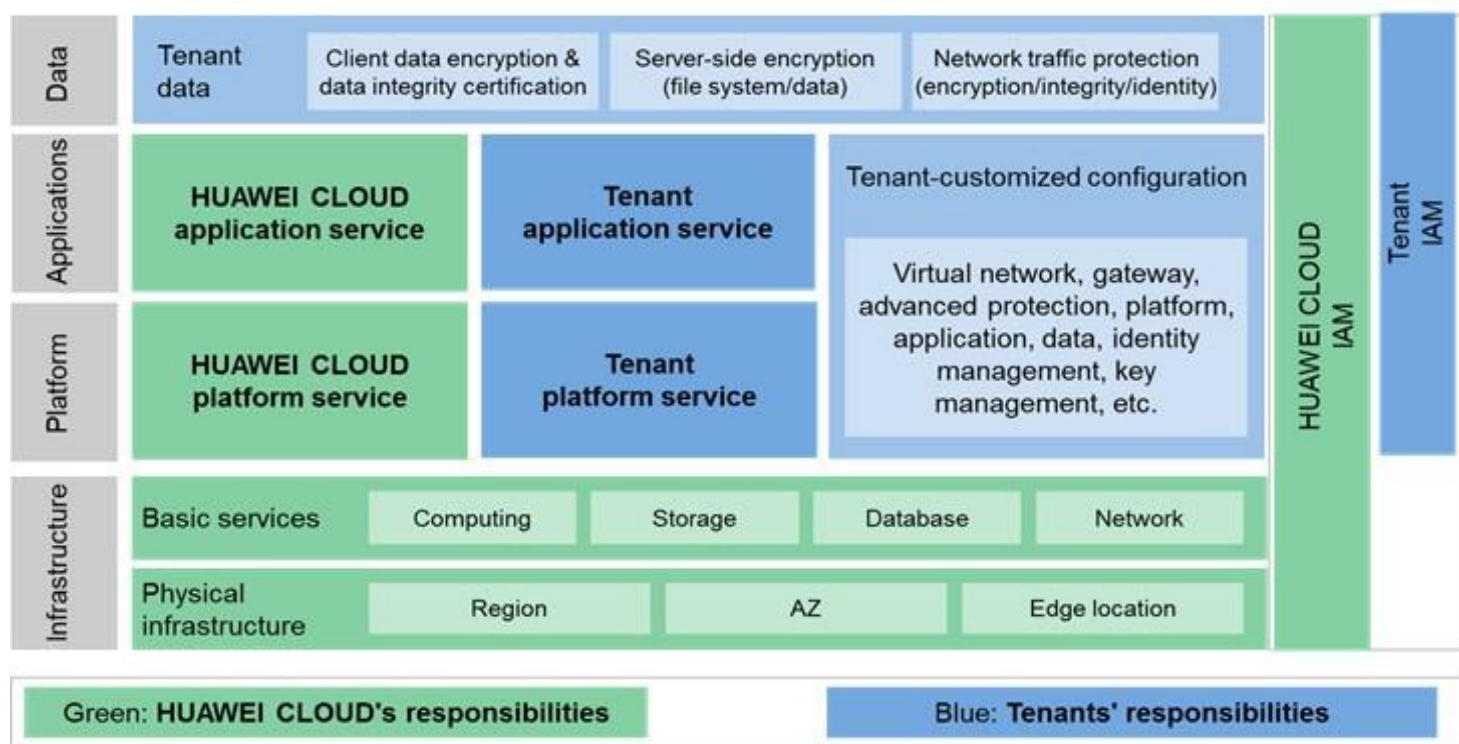 Data
Tenant
data
Client data encryption &
data integrity certification
Server-side encryption
(file system/data)
Network traffic protection
(encryption/integrity/identity)
Applications
HUAWEI CLOUD
application service
Tenant
application service
Tenant-customized configuration
Virtual network, gateway,
advanced protection, platform,
application, data, identity
management, key
management, etc.
Platform
HUAWEI CLOUD
platform service
Tenant
platform service
HUAWEI CLOUD
IAM
Tenant
IAM
Infrastructure
Basic services
Computing
Storage
Database
Network
Physical
infrastructure
Region
AZ
Edge location
Green: HUAWEI CLOUD's responsibilities
Blue: Tenants' responsibilities